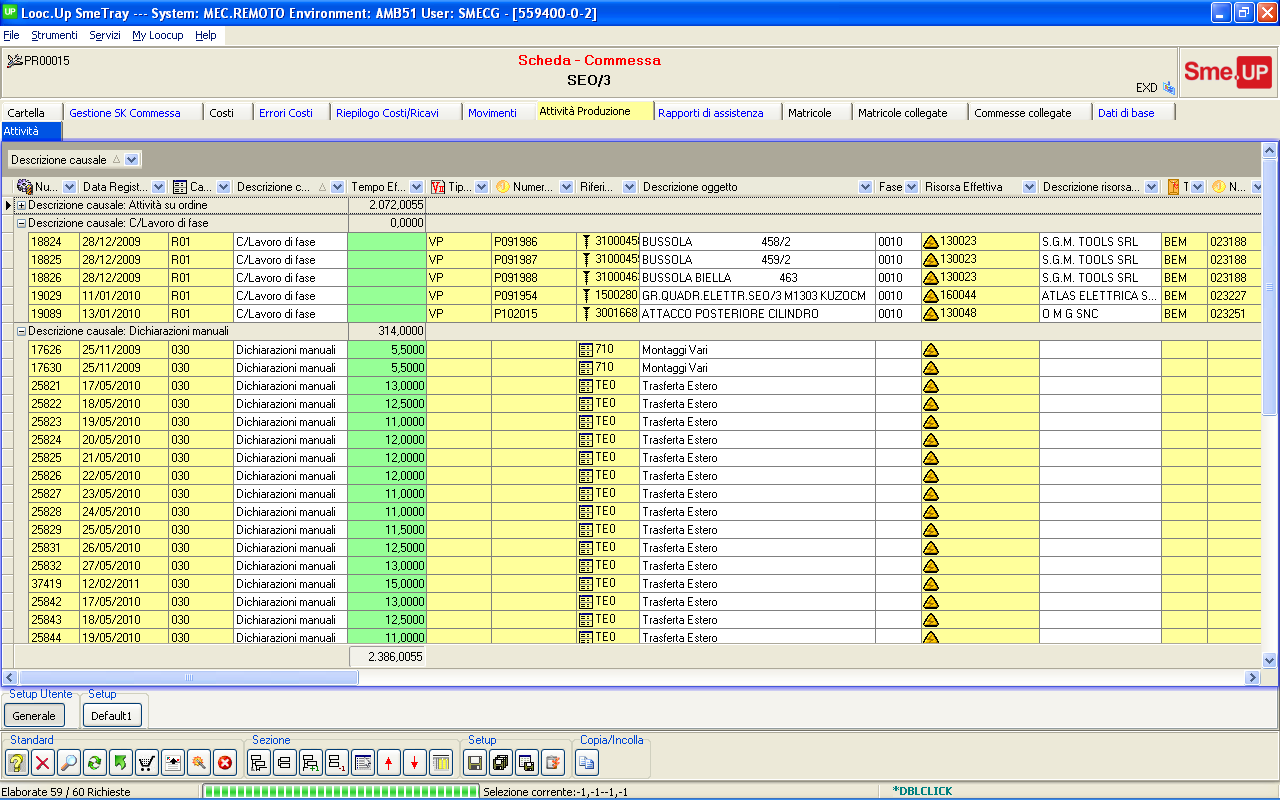 UP Looc.Up SmeTray --- System: MEC.REMOTO Environment: AMB51 User: SMECG - [559400-0-2]
File Strumenti Servizi My Loocup Help
PR00015
Scheda - Commessa
SEO/3
EXD
Sme.UP
Cartella Gestione SK Commessa Costi Errori Costi Riepilogo Costi/Ricavi Movimenti Attività Produzione Rapporti di assistenza Matricole Matricole collegate Commesse collegate Dati di base
Attività
Descrizione causale
Nu... Data Regist... Ca... Descrizione c... Tempo Ef... Tip... Numer... Riferi... Descrizione oggetto Fase Risorsa Effettiva Descrizione risorsa... T N...
Descrizione causale: Attività su ordine 2.072,0055
Descrizione causale: C/Lavoro di fase 0,0000
18824 28/12/2009 R01 C/Lavoro di fase VP P091986 3100045 BUSSOLA 458/2 0010 130023 S.G.M. TOOLS SRL BEM 023188
18825 28/12/2009 R01 C/Lavoro di fase VP P091987 3100045 BUSSOLA 459/2 0010 130023 S.G.M. TOOLS SRL BEM 023188
18826 28/12/2009 R01 C/Lavoro di fase VP P091988 3100046 BUSSOLA BIELLA 463 0010 130023 S.G.M. TOOLS SRL BEM 023188
19029 11/01/2010 R01 C/Lavoro di fase VP P091954 1500280 GR.QUADR.ELETTR.SEO/3 M1303 KUZOCM 0010 160044 ATLAS ELETTRICA S... BEM 023227
19089 13/01/2010 R01 C/Lavoro di fase VP P102015 3001668 ATTACCO POSTERIORE CILINDRO 0010 130048 O M G SNC BEM 023251
Descrizione causale: Dichiarazioni manuali 314,0000
17626 25/11/2009 030 Dichiarazioni manuali 5,5000 710 Montaggi Vari
17630 25/11/2009 030 Dichiarazioni manuali 5,5000 710 Montaggi Vari
25821 17/05/2010 030 Dichiarazioni manuali 13,0000 TE0 Trasferta Estero
25822 18/05/2010 030 Dichiarazioni manuali 12,5000 TE0 Trasferta Estero
25823 19/05/2010 030 Dichiarazioni manuali 11,0000 TE0 Trasferta Estero
25824 20/05/2010 030 Dichiarazioni manuali 12,0000 TE0 Trasferta Estero
25825 21/05/2010 030 Dichiarazioni manuali 12,0000 TE0 Trasferta Estero
25826 22/05/2010 030 Dichiarazioni manuali 12,0000 TE0 Trasferta Estero
25827 23/05/2010 030 Dichiarazioni manuali 11,0000 TE0 Trasferta Estero
25828 24/05/2010 030 Dichiarazioni manuali 11,0000 TE0 Trasferta Estero
25829 25/05/2010 030 Dichiarazioni manuali 11,5000 TE0 Trasferta Estero
25831 26/05/2010 030 Dichiarazioni manuali 12,5000 TE0 Trasferta Estero
25832 27/05/2010 030 Dichiarazioni manuali 13,0000 TE0 Trasferta Estero
37419 12/02/2011 030 Dichiarazioni manuali 15,0000 TE0 Trasferta Estero
25842 17/05/2010 030 Dichiarazioni manuali 13,0000 TE0 Trasferta Estero
25843 18/05/2010 030 Dichiarazioni manuali 12,5000 TE0 Trasferta Estero
25844 19/05/2010 030 Dichiarazioni manuali 11,0000 TE0 Trasferta Estero
2.386,0055
Setup Utente Setup
Generale Default1
Standard Sezione Setup Copia/Incolla
Elaborate 59 / 60 Richieste Selezione corrente:-1,-1--1,-1 *DBLCLICK